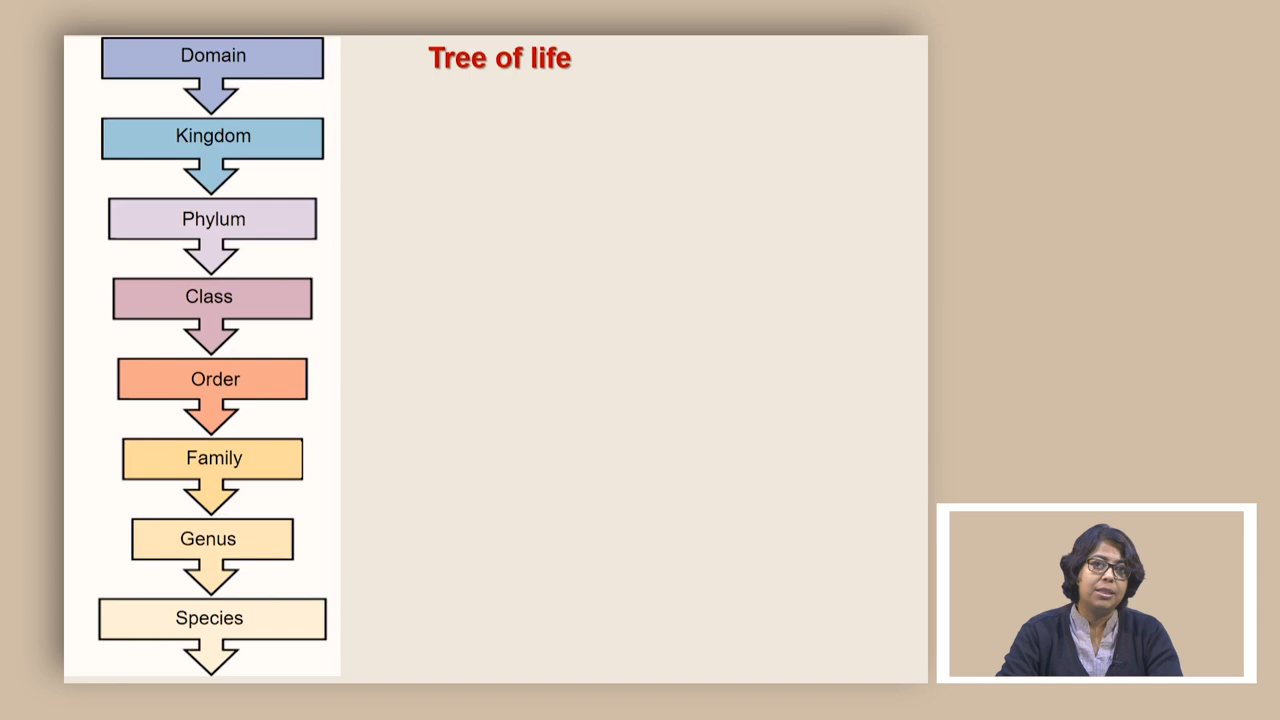 Tree of life
Domain
Kingdom
Phylum
Class
Order
Family
Genus
Species